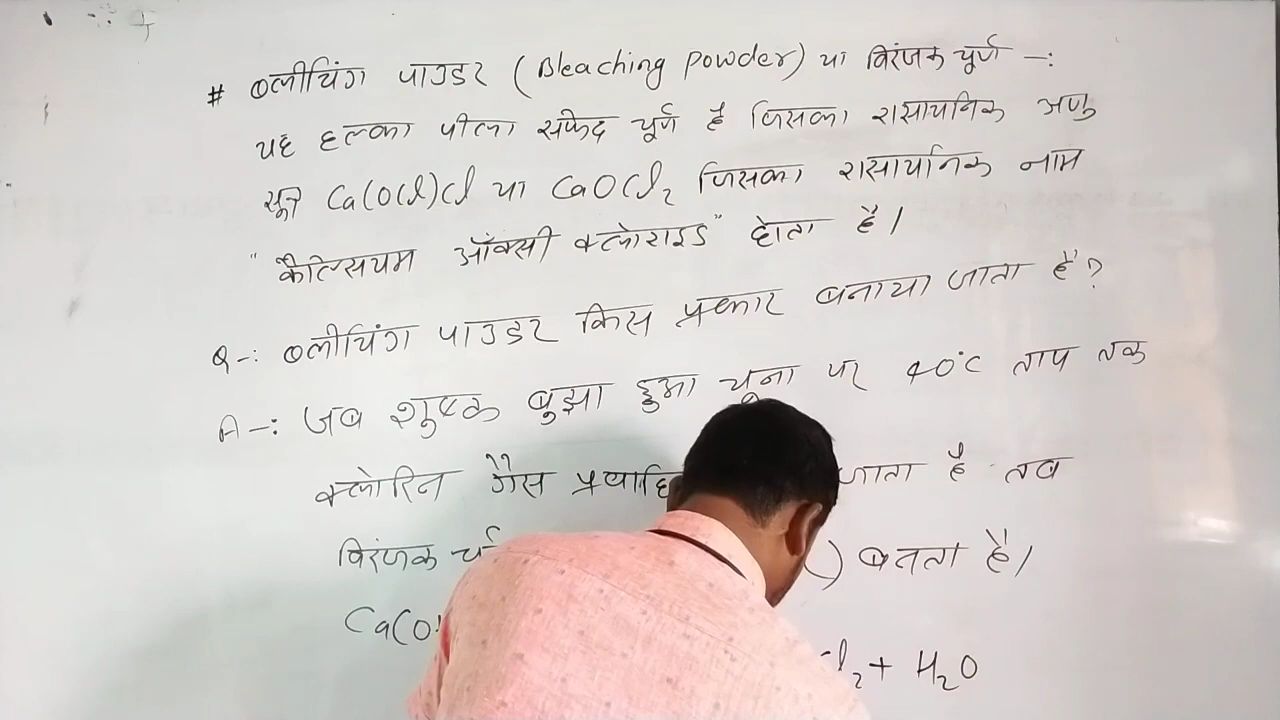 # ब्लीचिंग पाउडर (Bleaching Powder) या विरंजक चूर्ण -:
यह हल्का पीला सफेद चूर्ण है जिसका रासायनिक अणु
सूत्र Ca(OCl)Cl या CaOCl₂ जिसका रासायनिक नाम
"कैल्सियम ऑक्सी क्लोराइड" होता है।
Q-: ब्लीचिंग पाउडर किस प्रकार बनाया जाता है?
A-: जब शुष्क बुझा हुआ चूना पर 40°C ताप तक
क्लोरिन गैस जाता है तब
विरंजक ) बनता है।
Ca(O l₂ + H₂O